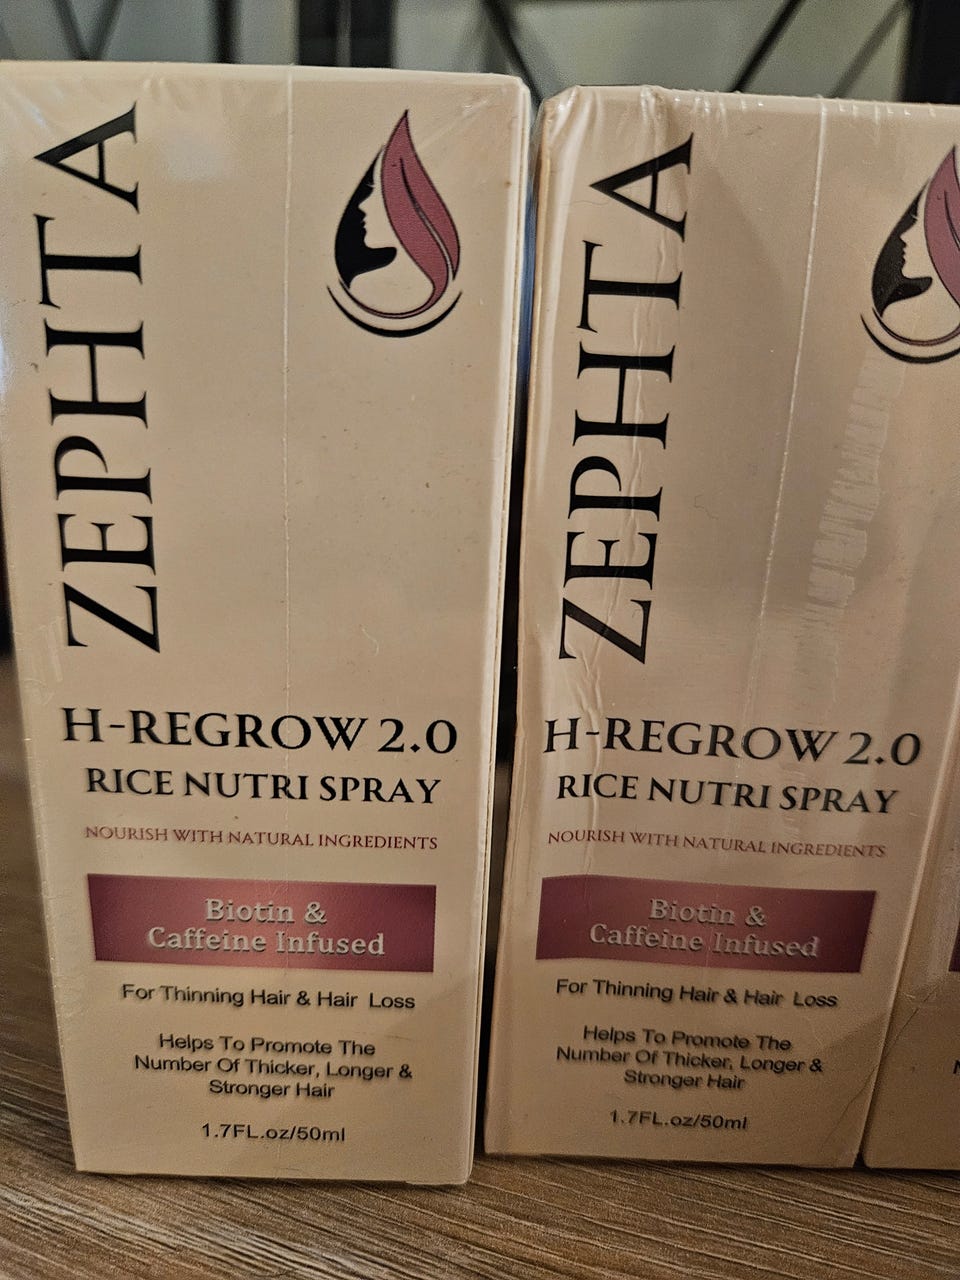 ZEPHTA
H-REGROW 2.0
RICE NUTRI SPRAY
NOURISH WITH NATURAL INGREDIENTS
Biotin &
Caffeine Infused
For Thinning Hair & Hair Loss
Helps To Promote The
Number Of Thicker, Longer &
Stronger Hair
1.7FL.oz/50ml
ZEPHTA
H-REGROW 2.0
RICE NUTRI SPRAY
NOURISH WITH NATURAL INGREDIENTS
Biotin &
Caffeine Infused
For Thinning Hair & Hair Loss
Helps To Promote The
Number Of Thicker, Longer &
Stronger Hair
1.7FL.oz/50ml